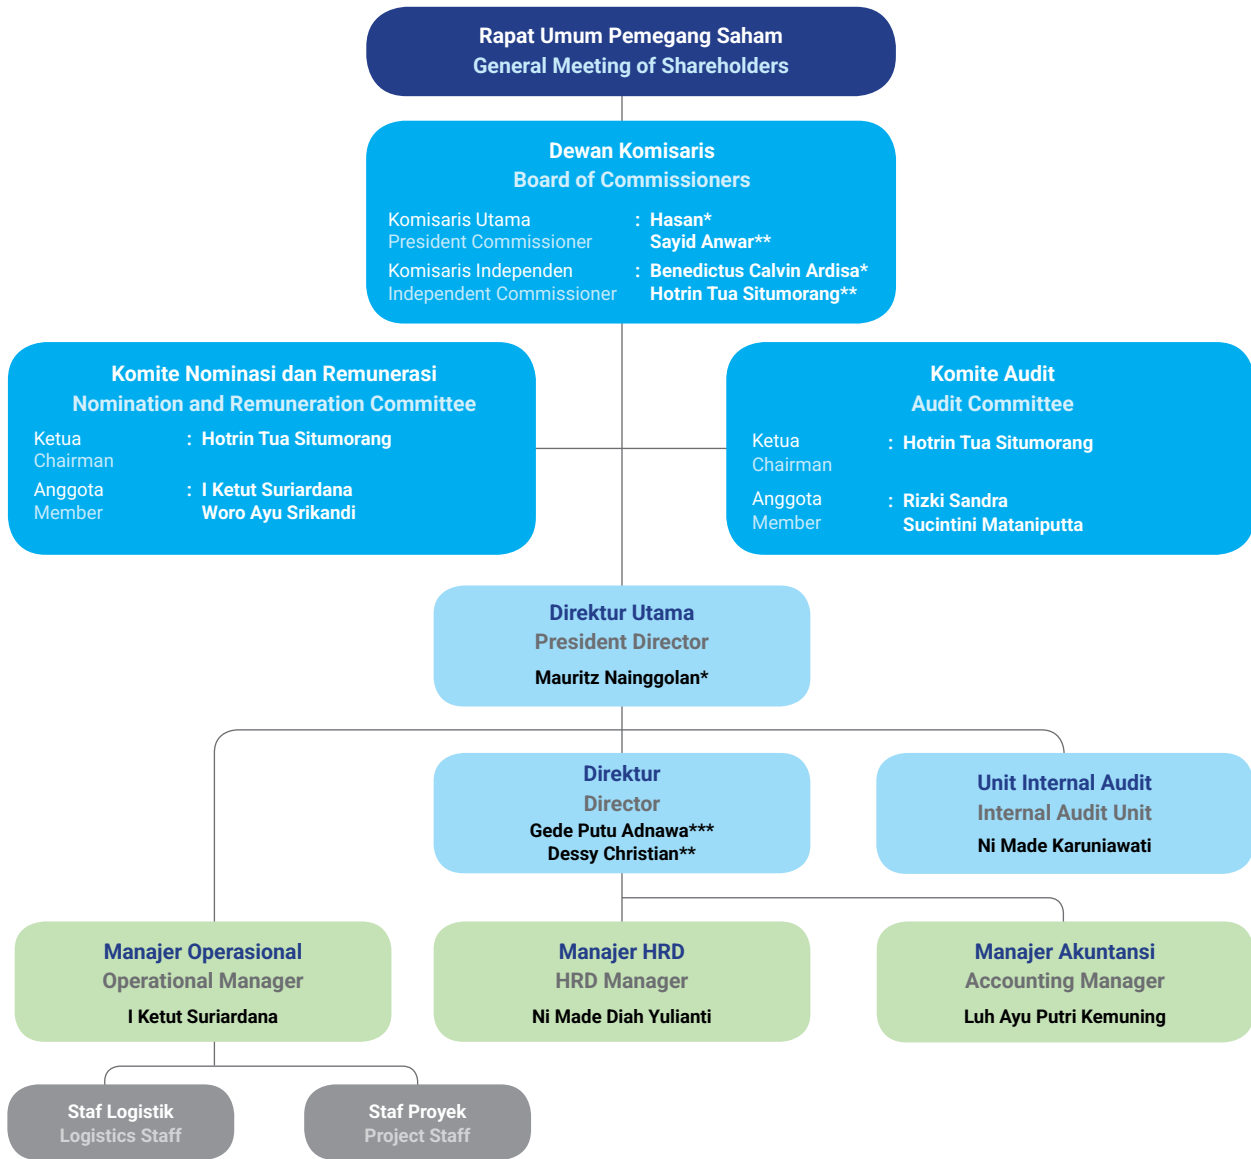 Rapat Umum Pemegang Saham
General Meeting of Shareholders
Dewan Komisaris
Board of Commissioners
Komisaris Utama : Hasan*
President Commissioner Sayid Anwar**
Komisaris Independen : Benedictus Calvin Ardisa*
Independent Commissioner Hotrin Tua Situmorang**
Komite Nominasi dan Remunerasi
Nomination and Remuneration Committee
Ketua : Hotrin Tua Situmorang
Chairman
Anggota : I Ketut Suriardana
Member Woro Ayu Srikandi
Komite Audit
Audit Committee
Ketua : Hotrin Tua Situmorang
Chairman
Anggota : Rizki Sandra
Member Sucintini Mataniputta
Direktur Utama
President Director
Mauritz Nainggolan*
Direktur
Director
Gede Putu Adnawa***
Dessy Christian**
Unit Internal Audit
Internal Audit Unit
Ni Made Karuniawati
Manajer Operasional
Operational Manager
I Ketut Suriardana
Manajer HRD
HRD Manager
Ni Made Diah Yulianti
Manajer Akuntansi
Accounting Manager
Luh Ayu Putri Kemuning
Staf Logistik
Logistics Staff
Staf Proyek
Project Staff